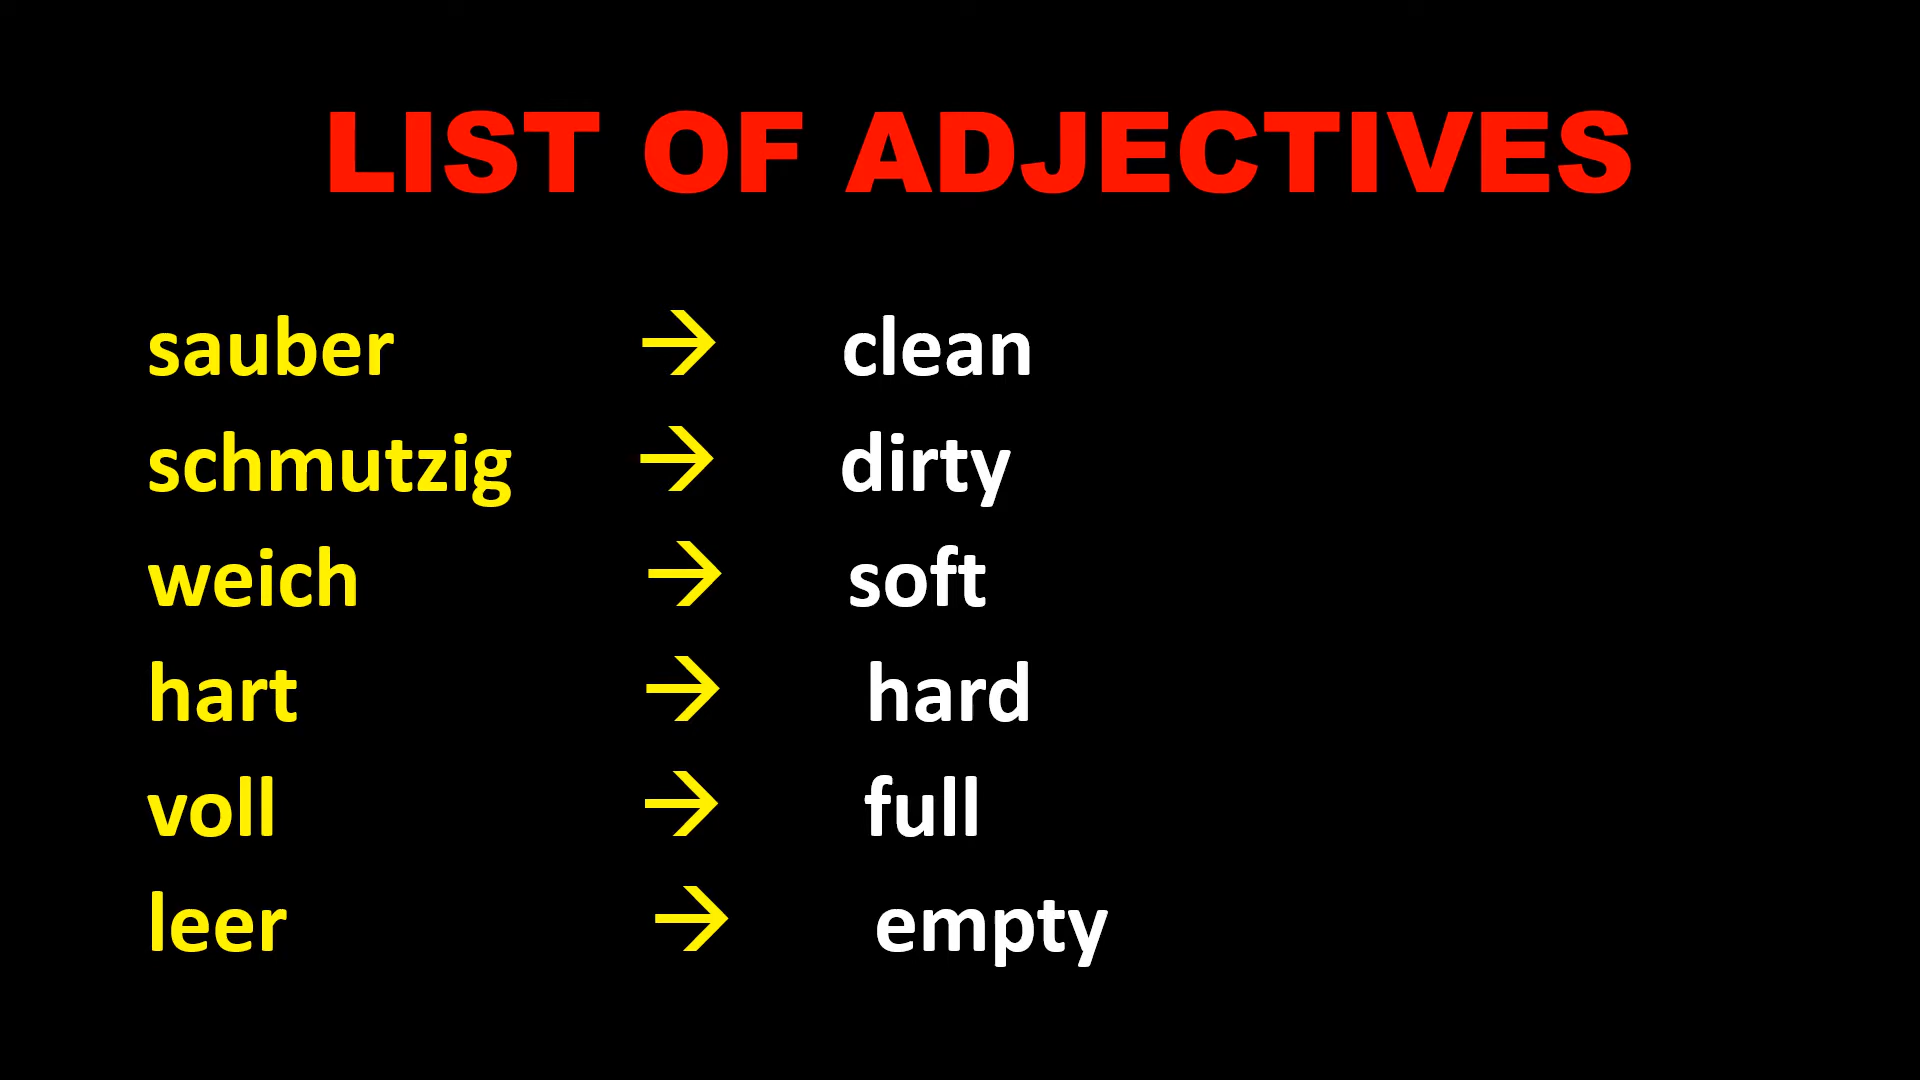 LIST OF ADJECTIVES
sauber → clean
schmutzig → dirty
weich → soft
hart → hard
voll → full
leer → empty